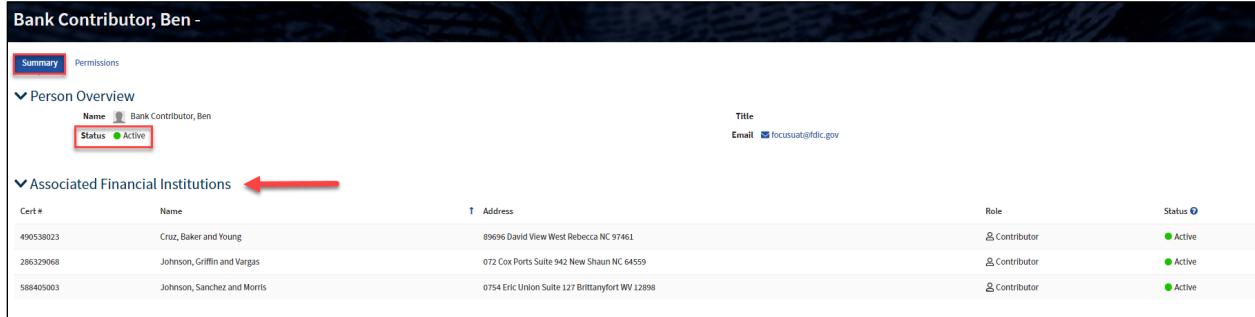 Bank Contributor, Ben -
Summary Permissions
Person Overview
Name Bank Contributor, Ben Title
Status Active Email focusuat@fdic.gov
Associated Financial Institutions
Cert # Name ↑ Address Role Status ?
490538023 Cruz, Baker and Young 89696 David View West Rebecca NC 97461 Contributor Active
286329068 Johnson, Griffin and Vargas 072 Cox Ports Suite 942 New Shaun NC 64559 Contributor Active
588405003 Johnson, Sanchez and Morris 0754 Eric Union Suite 127 Brittanyfort WV 12898 Contributor Active